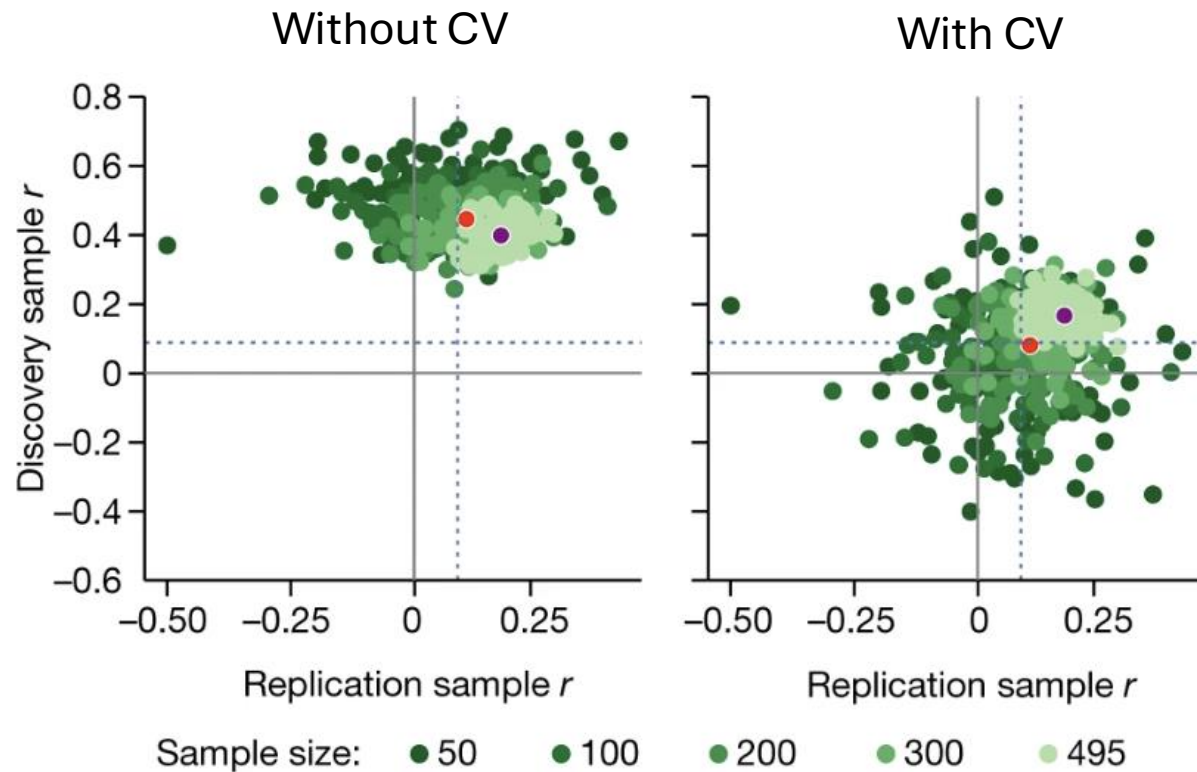 Without CV
With CV
Discovery sample r
0.8
0.6
0.4
0.2
0
−0.2
−0.4
−0.6
−0.50 −0.25 0 0.25
−0.50 −0.25 0 0.25
Replication sample r
Replication sample r
Sample size: 50 100 200 300 495